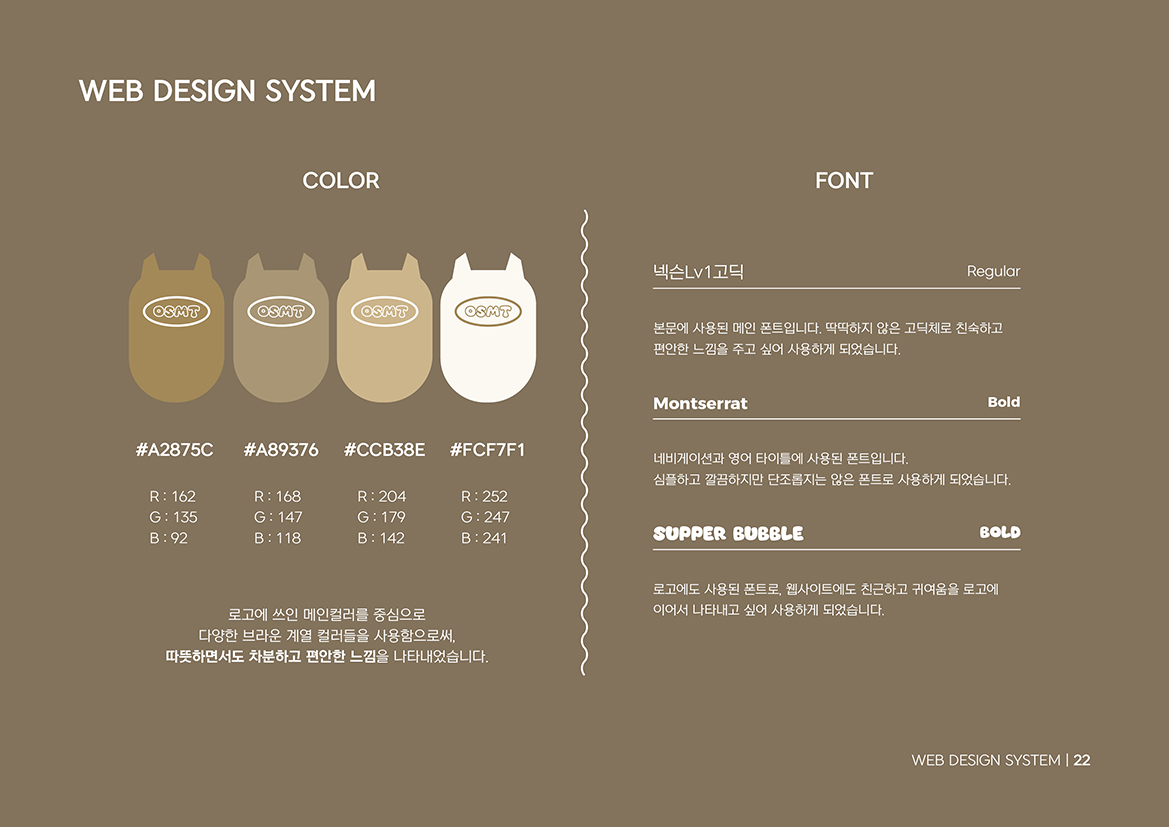 WEB DESIGN SYSTEM
COLOR
OSMT
OSMT
OSMT
OSMT
#A2875C
#A89376
#CCB38E
#FCF7F1
R : 162
G : 135
B : 92
R : 168
G : 147
B : 118
R : 204
G : 179
B : 142
R : 252
G : 247
B : 241
로고에 쓰인 메인컬러를 중심으로
다양한 브라운 계열 컬러들을 사용함으로써,
따뜻하면서도 차분하고 편안한 느낌을 나타내었습니다.
FONT
넥슨Lv1고딕 Regular
본문에 사용된 메인 폰트입니다. 딱딱하지 않은 고딕체로 친숙하고
편안한 느낌을 주고 싶어 사용하게 되었습니다.
Montserrat Bold
네비게이션과 영어 타이틀에 사용된 폰트입니다.
심플하고 깔끔하지만 단조롭지는 않은 폰트로 사용하게 되었습니다.
SUPPER BUBBLE BOLD
로고에도 사용된 폰트로, 웹사이트에도 친근하고 귀여움을 로고에
이어서 나타내고 싶어 사용하게 되었습니다.
WEB DESIGN SYSTEM | 22